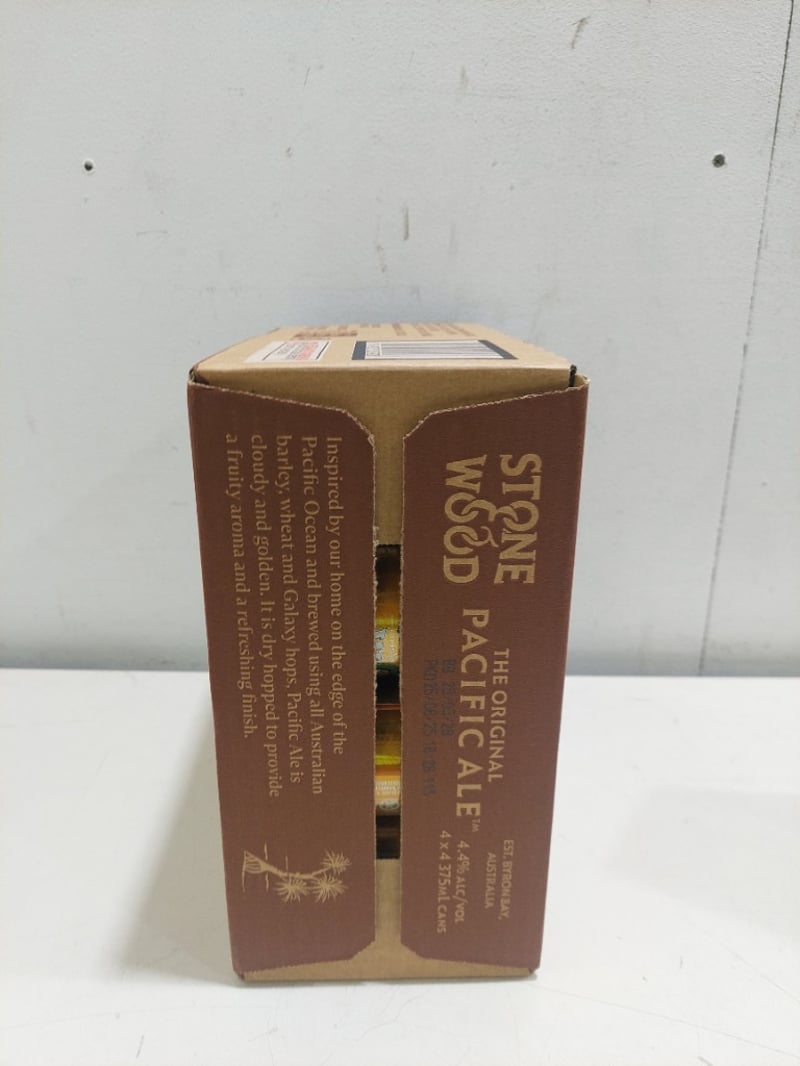 STONE
& WOOD
THE ORIGINAL
PACIFIC ALE™
EST. BYRON BAY,
AUSTRALIA
4.4% ALC/VOL
4 x 4 375mL CANS
Inspired by our home on the edge of the
Pacific Ocean and brewed using all Australian
barley, wheat and Galaxy hops, Pacific Ale is
cloudy and golden. It is dry hopped to provide
a fruity aroma and a refreshing finish.